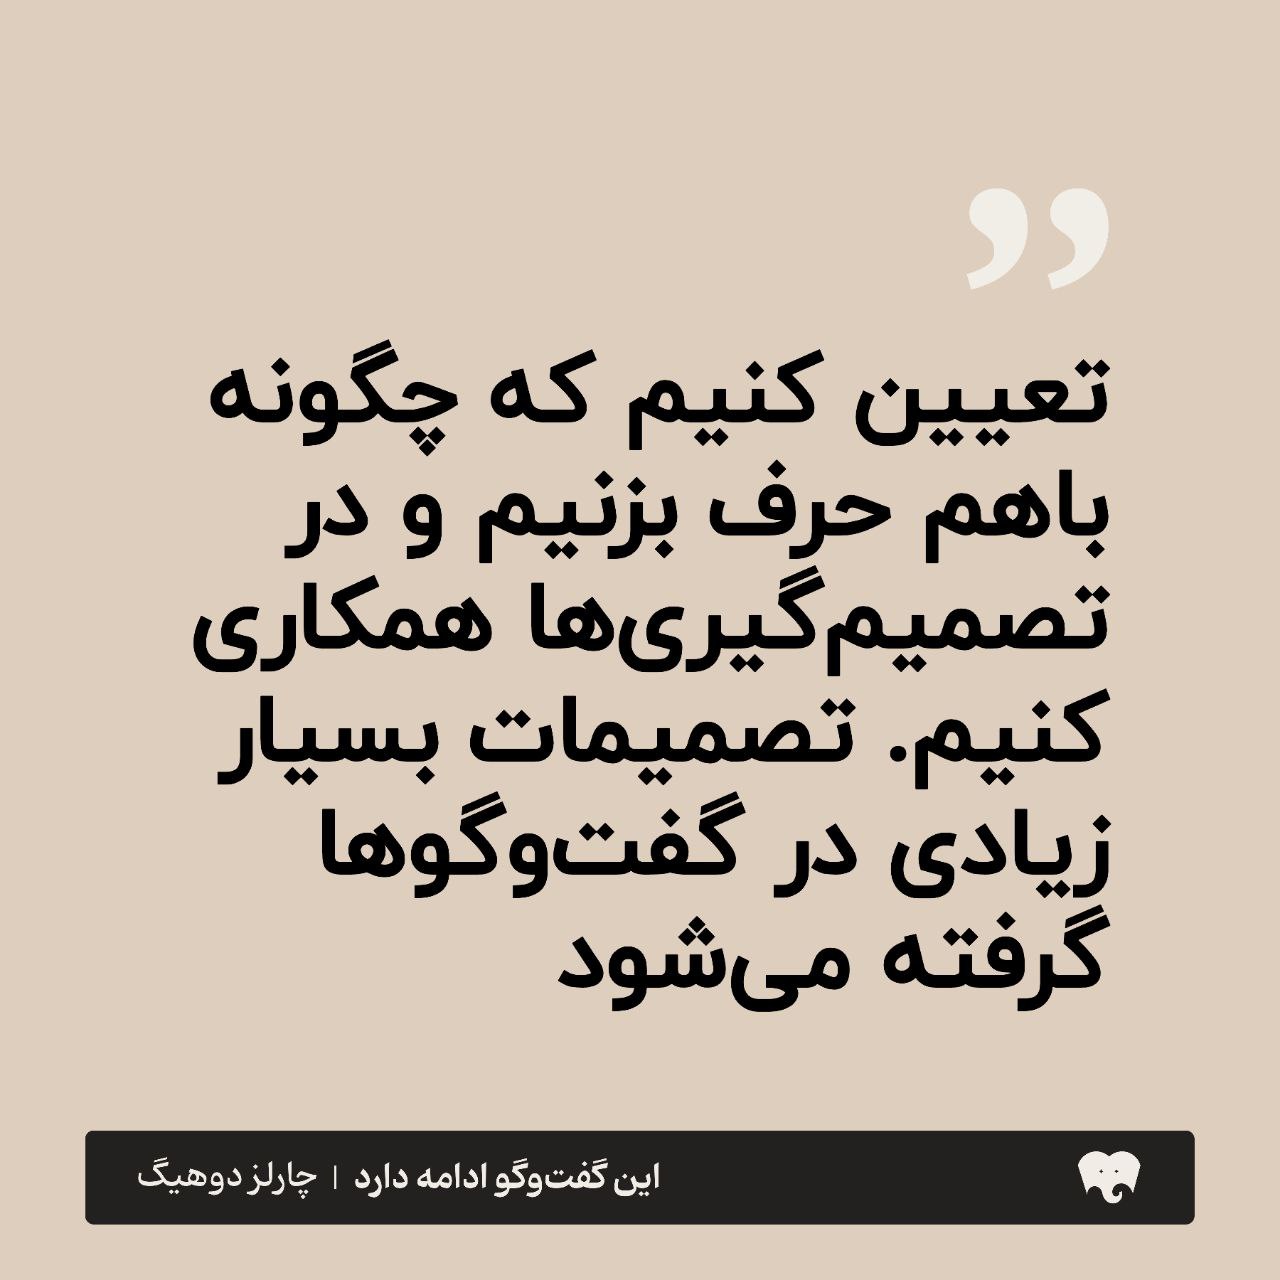 ”
تعیین کنیم که چگونه
باهم حرف بزنیم و در
تصمیم‌گیری‌ها همکاری
کنیم. تصمیمات بسیار
زیادی در گفت‌وگوها
گرفته می‌شود
این گفت‌وگو ادامه دارد | چارلز دوهیگ